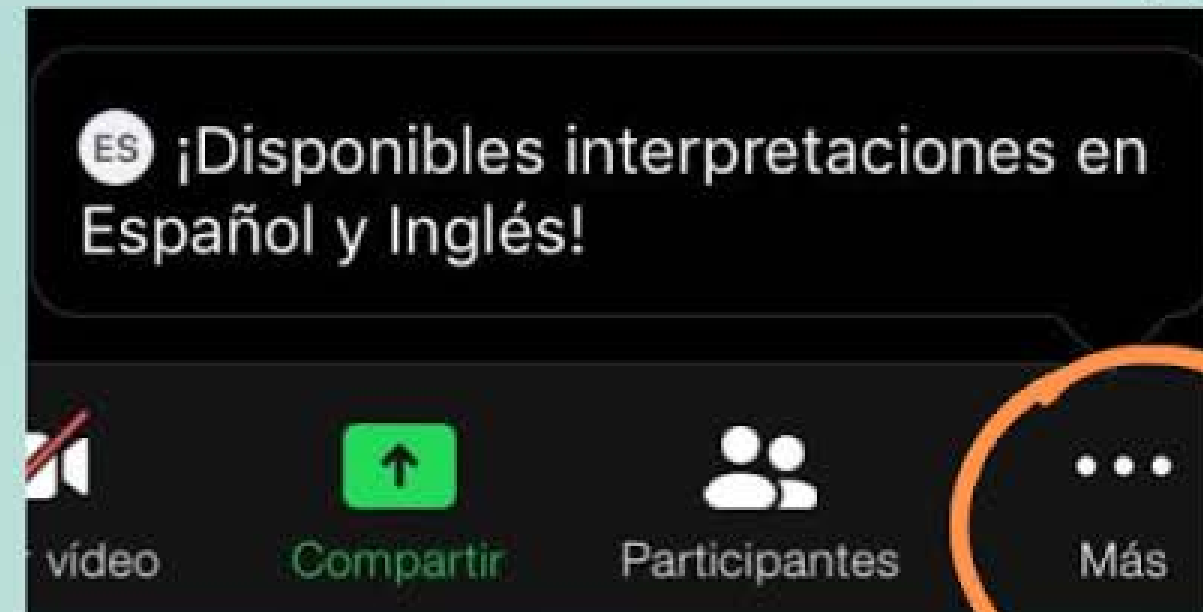 ES ¡Disponibles interpretaciones en
Español y Inglés!
vídeo Compartir Participantes Más